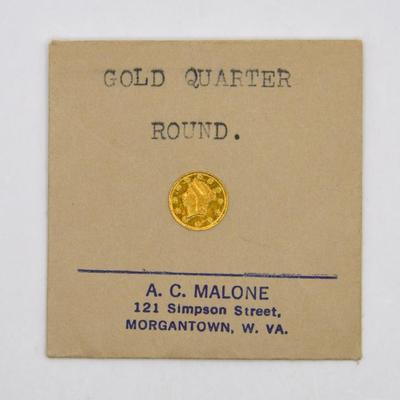 GOLD QUARTER
ROUND.
A. C. MALONE
121 Simpson Street,
MORGANTOWN, W. VA.